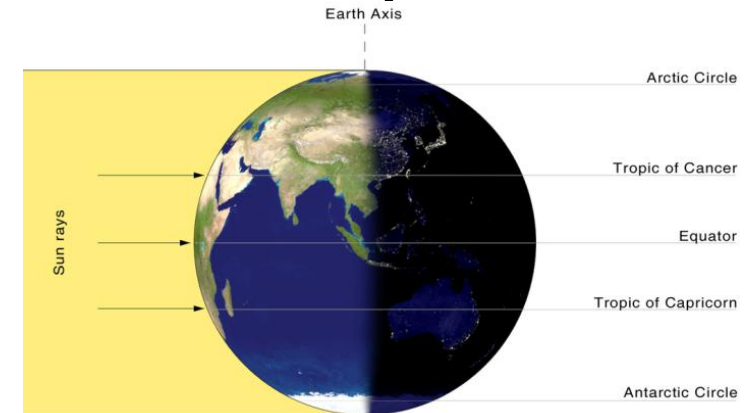 Earth Axis
Arctic Circle
Tropic of Cancer
Sun rays
Equator
Tropic of Capricorn
Antarctic Circle